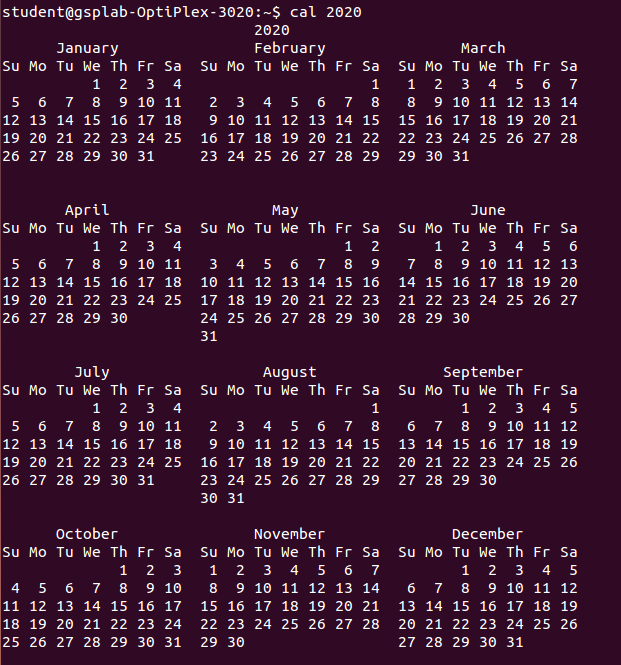 student@gsplab-OptiPlex-3020:~$ cal 2020
                            2020
      January               February               March
Su Mo Tu We Th Fr Sa  Su Mo Tu We Th Fr Sa  Su Mo Tu We Th Fr Sa
          1  2  3  4                     1   1  2  3  4  5  6  7
 5  6  7  8  9 10 11   2  3  4  5  6  7  8   8  9 10 11 12 13 14
12 13 14 15 16 17 18   9 10 11 12 13 14 15  15 16 17 18 19 20 21
19 20 21 22 23 24 25  16 17 18 19 20 21 22  22 23 24 25 26 27 28
26 27 28 29 30 31     23 24 25 26 27 28 29  29 30 31
       April                  May                   June
Su Mo Tu We Th Fr Sa  Su Mo Tu We Th Fr Sa  Su Mo Tu We Th Fr Sa
          1  2  3  4                  1  2      1  2  3  4  5  6
 5  6  7  8  9 10 11   3  4  5  6  7  8  9   7  8  9 10 11 12 13
12 13 14 15 16 17 18  10 11 12 13 14 15 16  14 15 16 17 18 19 20
19 20 21 22 23 24 25  17 18 19 20 21 22 23  21 22 23 24 25 26 27
26 27 28 29 30        24 25 26 27 28 29 30  28 29 30
                      31
        July                 August              September
Su Mo Tu We Th Fr Sa  Su Mo Tu We Th Fr Sa  Su Mo Tu We Th Fr Sa
          1  2  3  4                     1         1  2  3  4  5
 5  6  7  8  9 10 11   2  3  4  5  6  7  8   6  7  8  9 10 11 12
12 13 14 15 16 17 18   9 10 11 12 13 14 15  13 14 15 16 17 18 19
19 20 21 22 23 24 25  16 17 18 19 20 21 22  20 21 22 23 24 25 26
26 27 28 29 30 31     23 24 25 26 27 28 29  27 28 29 30
                      30 31
      October               November              December
Su Mo Tu We Th Fr Sa  Su Mo Tu We Th Fr Sa  Su Mo Tu We Th Fr Sa
             1  2  3   1  2  3  4  5  6  7         1  2  3  4  5
 4  5  6  7  8  9 10   8  9 10 11 12 13 14   6  7  8  9 10 11 12
11 12 13 14 15 16 17  15 16 17 18 19 20 21  13 14 15 16 17 18 19
18 19 20 21 22 23 24  22 23 24 25 26 27 28  20 21 22 23 24 25 26
25 26 27 28 29 30 31  29 30                 27 28 29 30 31